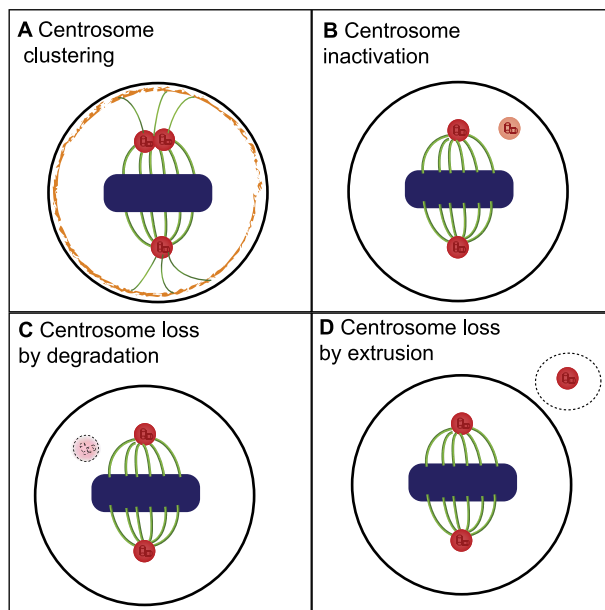 A Centrosome
clustering
B Centrosome
inactivation
C Centrosome loss
by degradation
D Centrosome loss
by extrusion